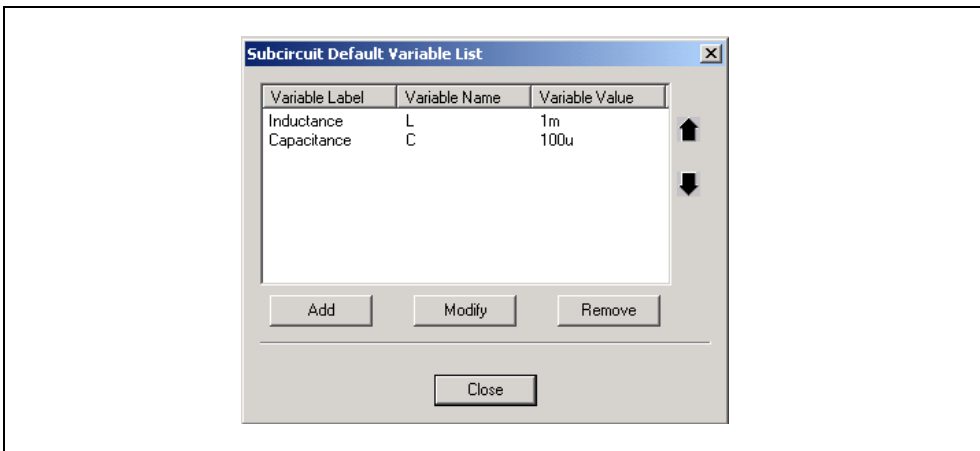 Subcircuit Default Variable List
Variable Label Variable Name Variable Value
Inductance L 1m
Capacitance C 100u
Add Modify Remove
Close